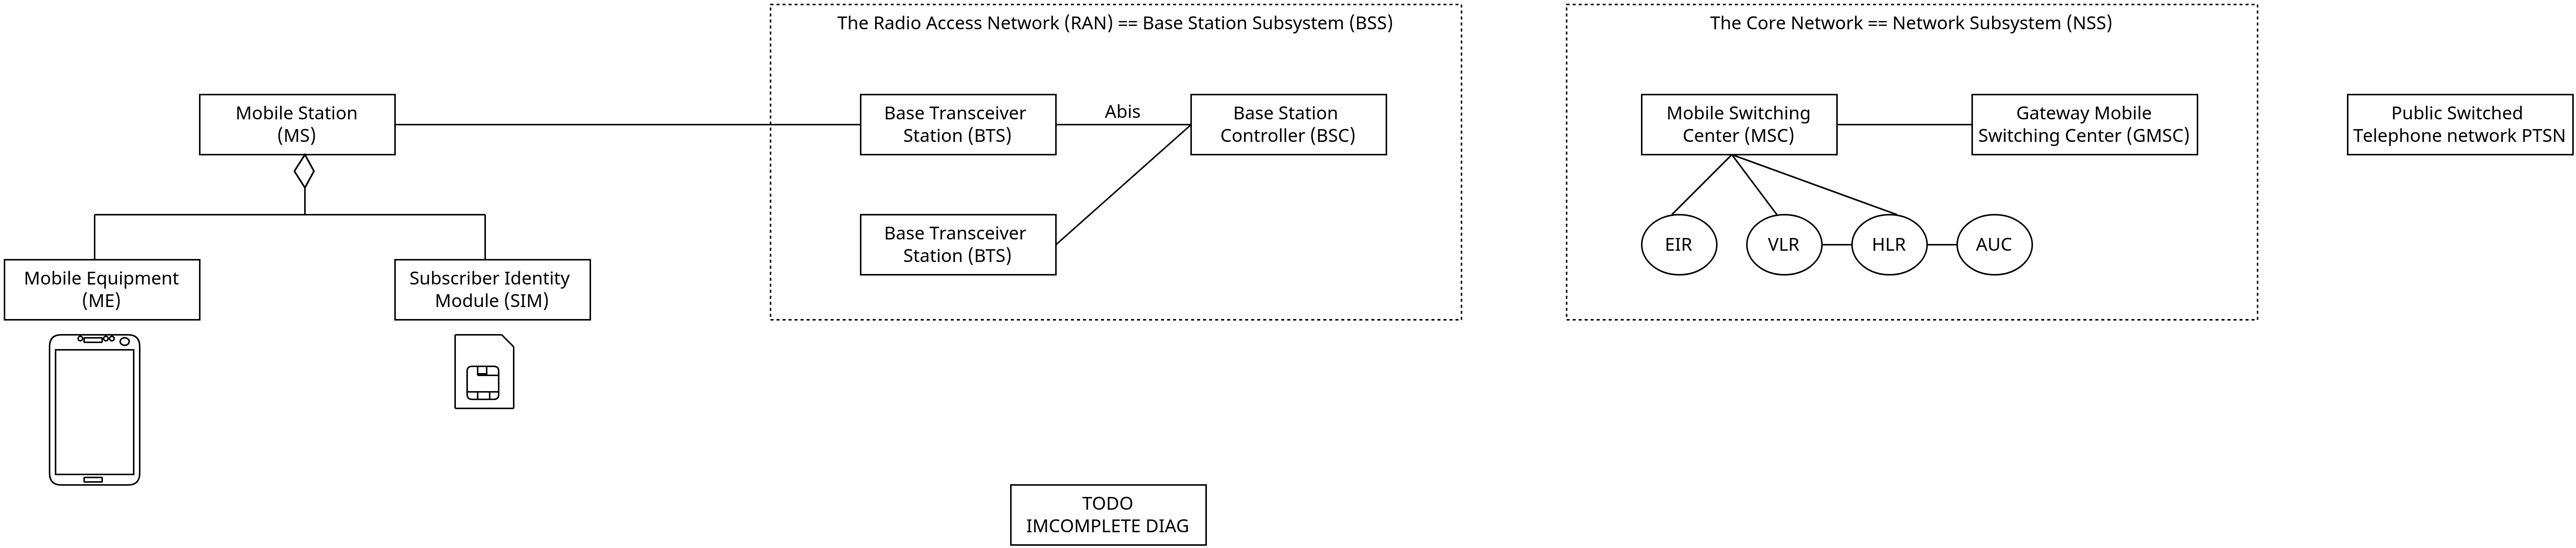 The Radio Access Network (RAN) == Base Station Subsystem (BSS)
The Core Network == Network Subsystem (NSS)
Mobile Station
(MS)
Base Transceiver
Station (BTS)
Abis
Base Station
Controller (BSC)
Mobile Switching
Center (MSC)
Gateway Mobile
Switching Center (GMSC)
Public Switched
Telephone network PTSN
Base Transceiver
Station (BTS)
EIR
VLR
HLR
AUC
Mobile Equipment
(ME)
Subscriber Identity
Module (SIM)
TODO
IMCOMPLETE DIAG